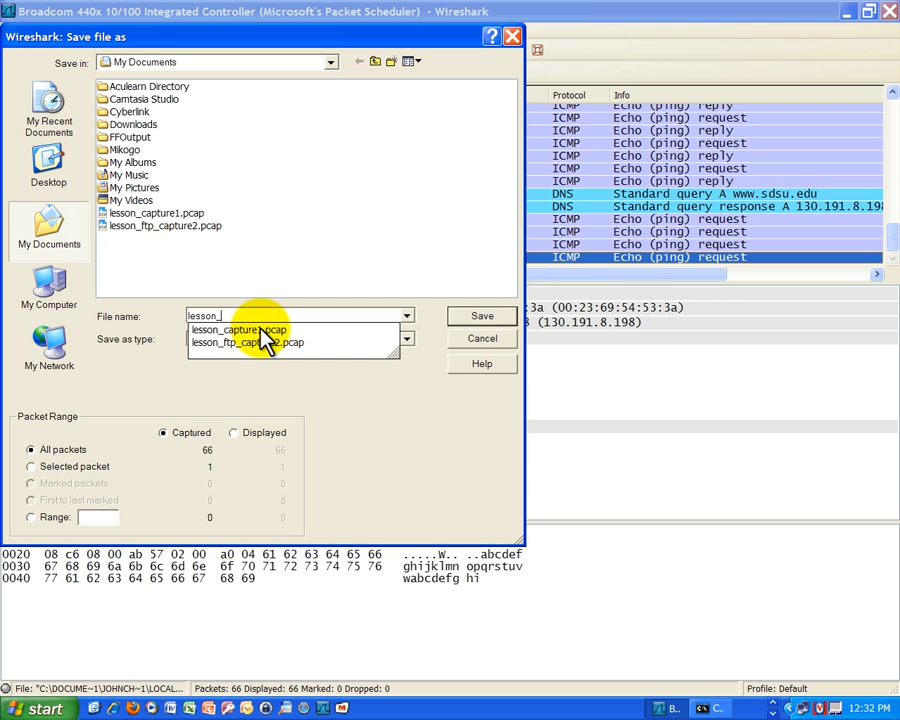 Broadcom 440x 10/100 Integrated Controller (Microsoft's Packet Scheduler) - Wireshark
Wireshark: Save file as
Save in: My Documents
My Recent Documents
Desktop
My Documents
My Computer
My Network
Aculearn Directory
Camtasia Studio
Cyberlink
Downloads
FFOutput
Mikogo
My Albums
My Music
My Pictures
My Videos
lesson_capture1.pcap
lesson_ftp_capture2.pcap
File name: lesson_
Save
lesson_capture1.pcap
lesson_ftp_capture2.pcap
Save as type:
Cancel
Help
Packet Range
Captured Displayed
All packets 66 66
Selected packet 1 1
Marked packets 0 0
First to last marked 0 0
Range: 0 0
Protocol Info
ICMP Echo (ping) reply
ICMP Echo (ping) request
ICMP Echo (ping) reply
ICMP Echo (ping) request
ICMP Echo (ping) reply
ICMP Echo (ping) request
ICMP Echo (ping) reply
DNS Standard query A www.sdsu.edu
DNS Standard query response A 130.191.8.198
ICMP Echo (ping) request
ICMP Echo (ping) request
ICMP Echo (ping) request
ICMP Echo (ping) request
:3a (00:23:69:54:53:3a)
8 (130.191.8.198)
0020 08 c6 08 00 ab 57 02 00 a0 04 61 62 63 64 65 66 .....W.. ..abcdef
0030 67 68 69 6a 6b 6c 6d 6e 6f 70 71 72 73 74 75 76 ghijklmn opqrstuv
0040 77 61 62 63 64 65 66 67 68 69 wabcdefg hi
File: "C:\DOCUME~1\JOHNCH~1\LOCAL... Packets: 66 Displayed: 66 Marked: 0 Dropped: 0 Profile: Default
start B.. C.. 12:32 PM